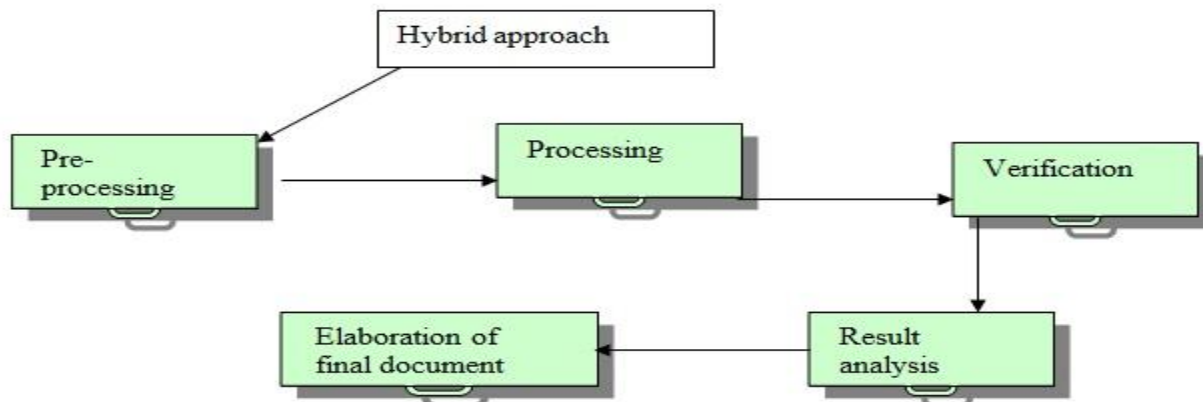 Hybrid approach
Pre-
processing
Processing
Verification
Elaboration of
final document
Result
analysis